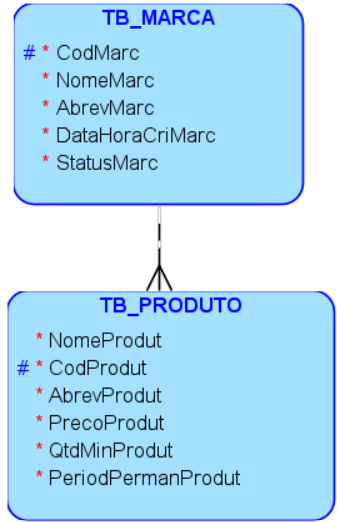 TB_MARCA
# * CodMarc
* NomeMarc
* AbrevMarc
* DataHoraCriMarc
* StatusMarc
TB_PRODUTO
* NomeProdut
# * CodProdut
* AbrevProdut
* PrecoProdut
* QtdMinProdut
* PeriodPermanProdut